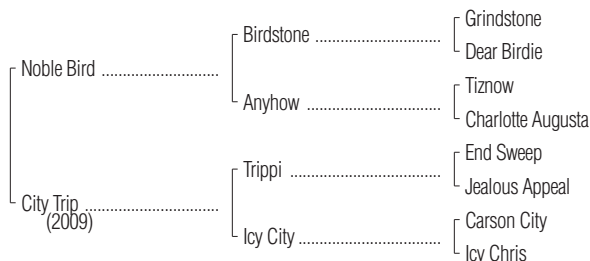 Grindstone
Birdstone ....................................
Dear Birdie
Noble Bird .................................
Tiznow
Anyhow ......................................
Charlotte Augusta
End Sweep
Trippi ...........................................
Jealous Appeal
City Trip .....................................
(2009)
Carson City
Icy City ........................................
Icy Chris